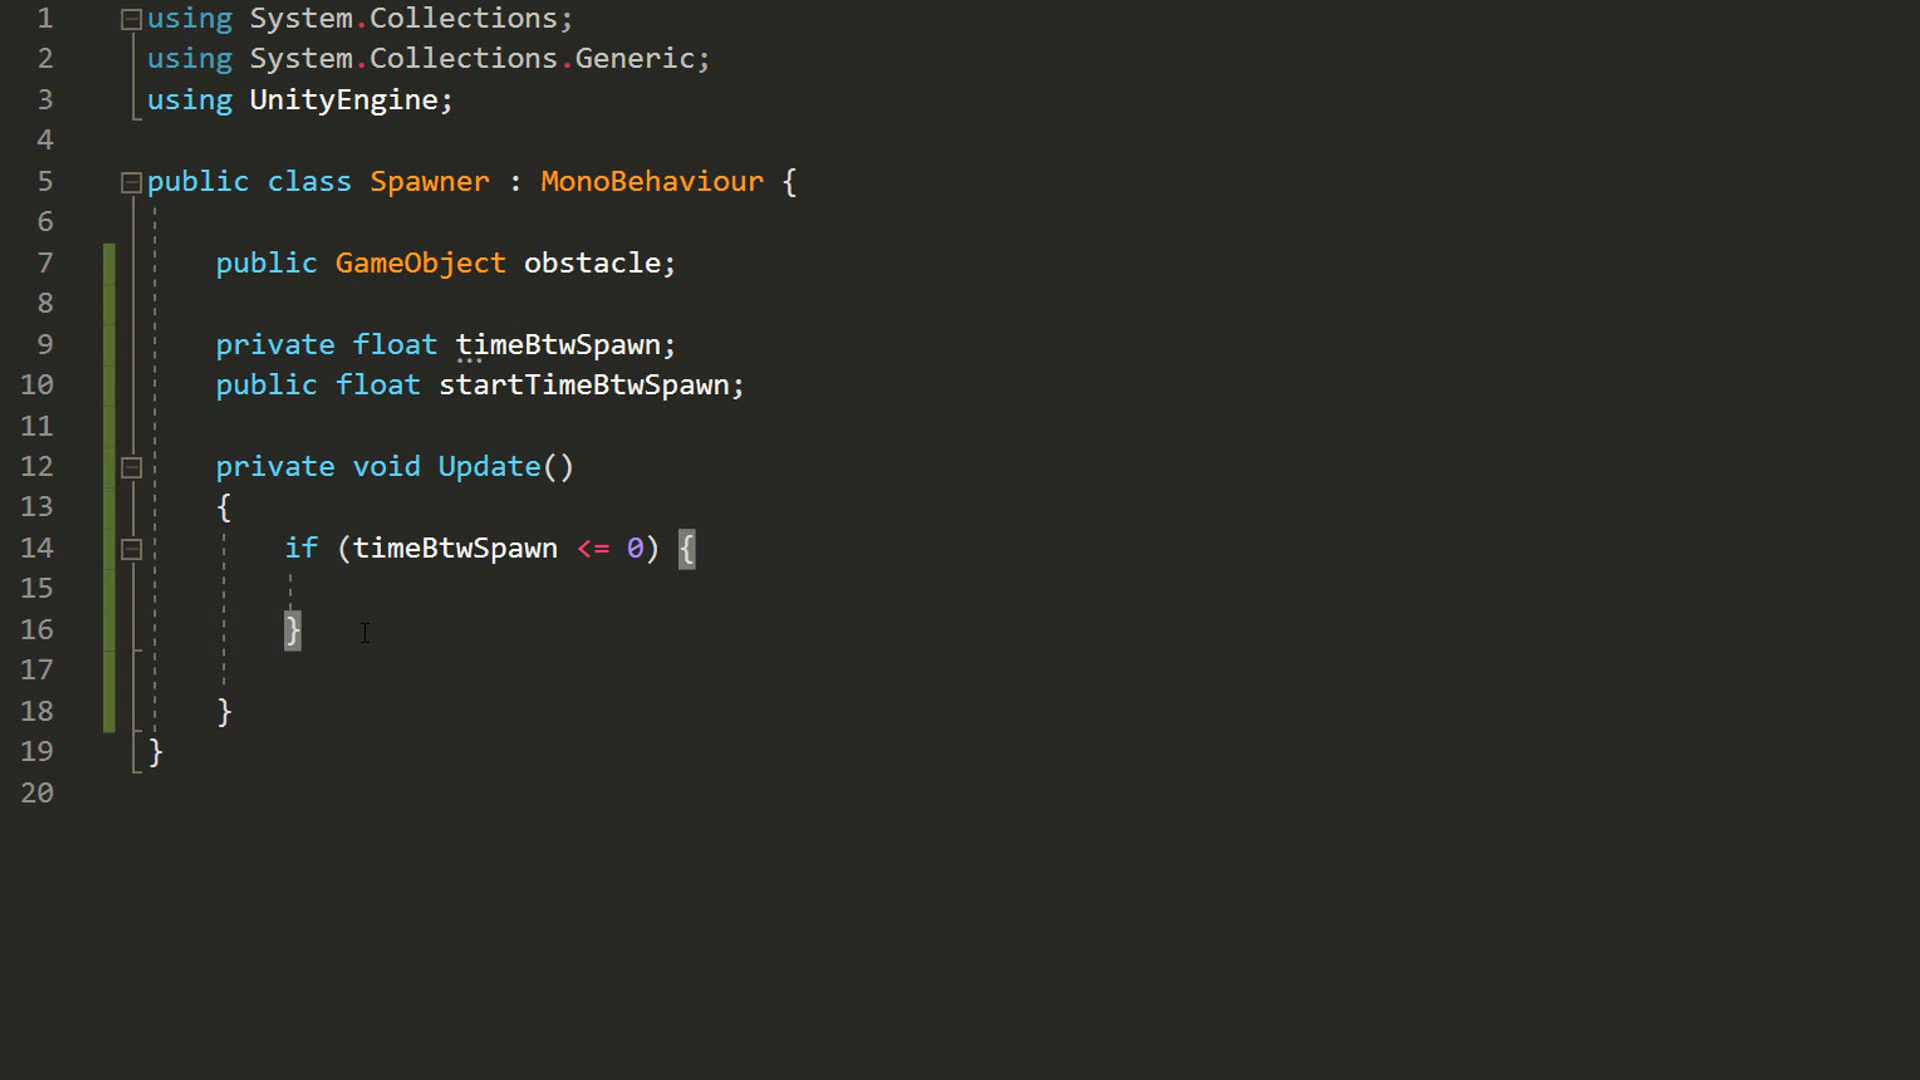 1 using System.Collections;
2 using System.Collections.Generic;
3 using UnityEngine;
4
5 public class Spawner : MonoBehaviour {
6
7 public GameObject obstacle;
8
9 private float timeBtwSpawn;
10 public float startTimeBtwSpawn;
11
12 private void Update()
13 {
14 if (timeBtwSpawn <= 0) {
15
16 }
17
18 }
19 }
20